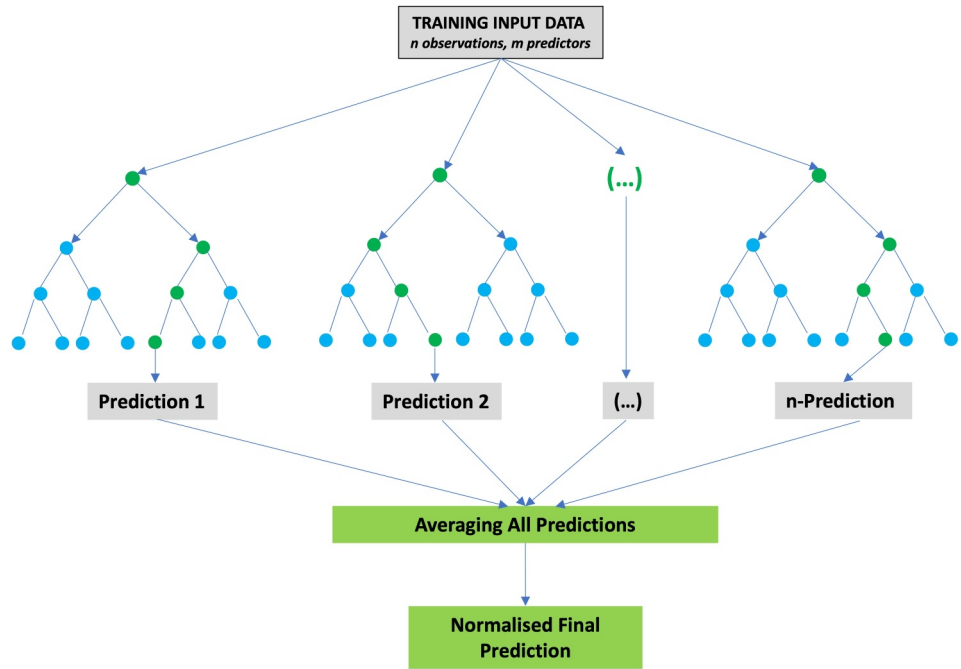 TRAINING INPUT DATA
n observations, m predictors
(...)
Prediction 1
Prediction 2
(...)
n-Prediction
Averaging All Predictions
Normalised Final
Prediction